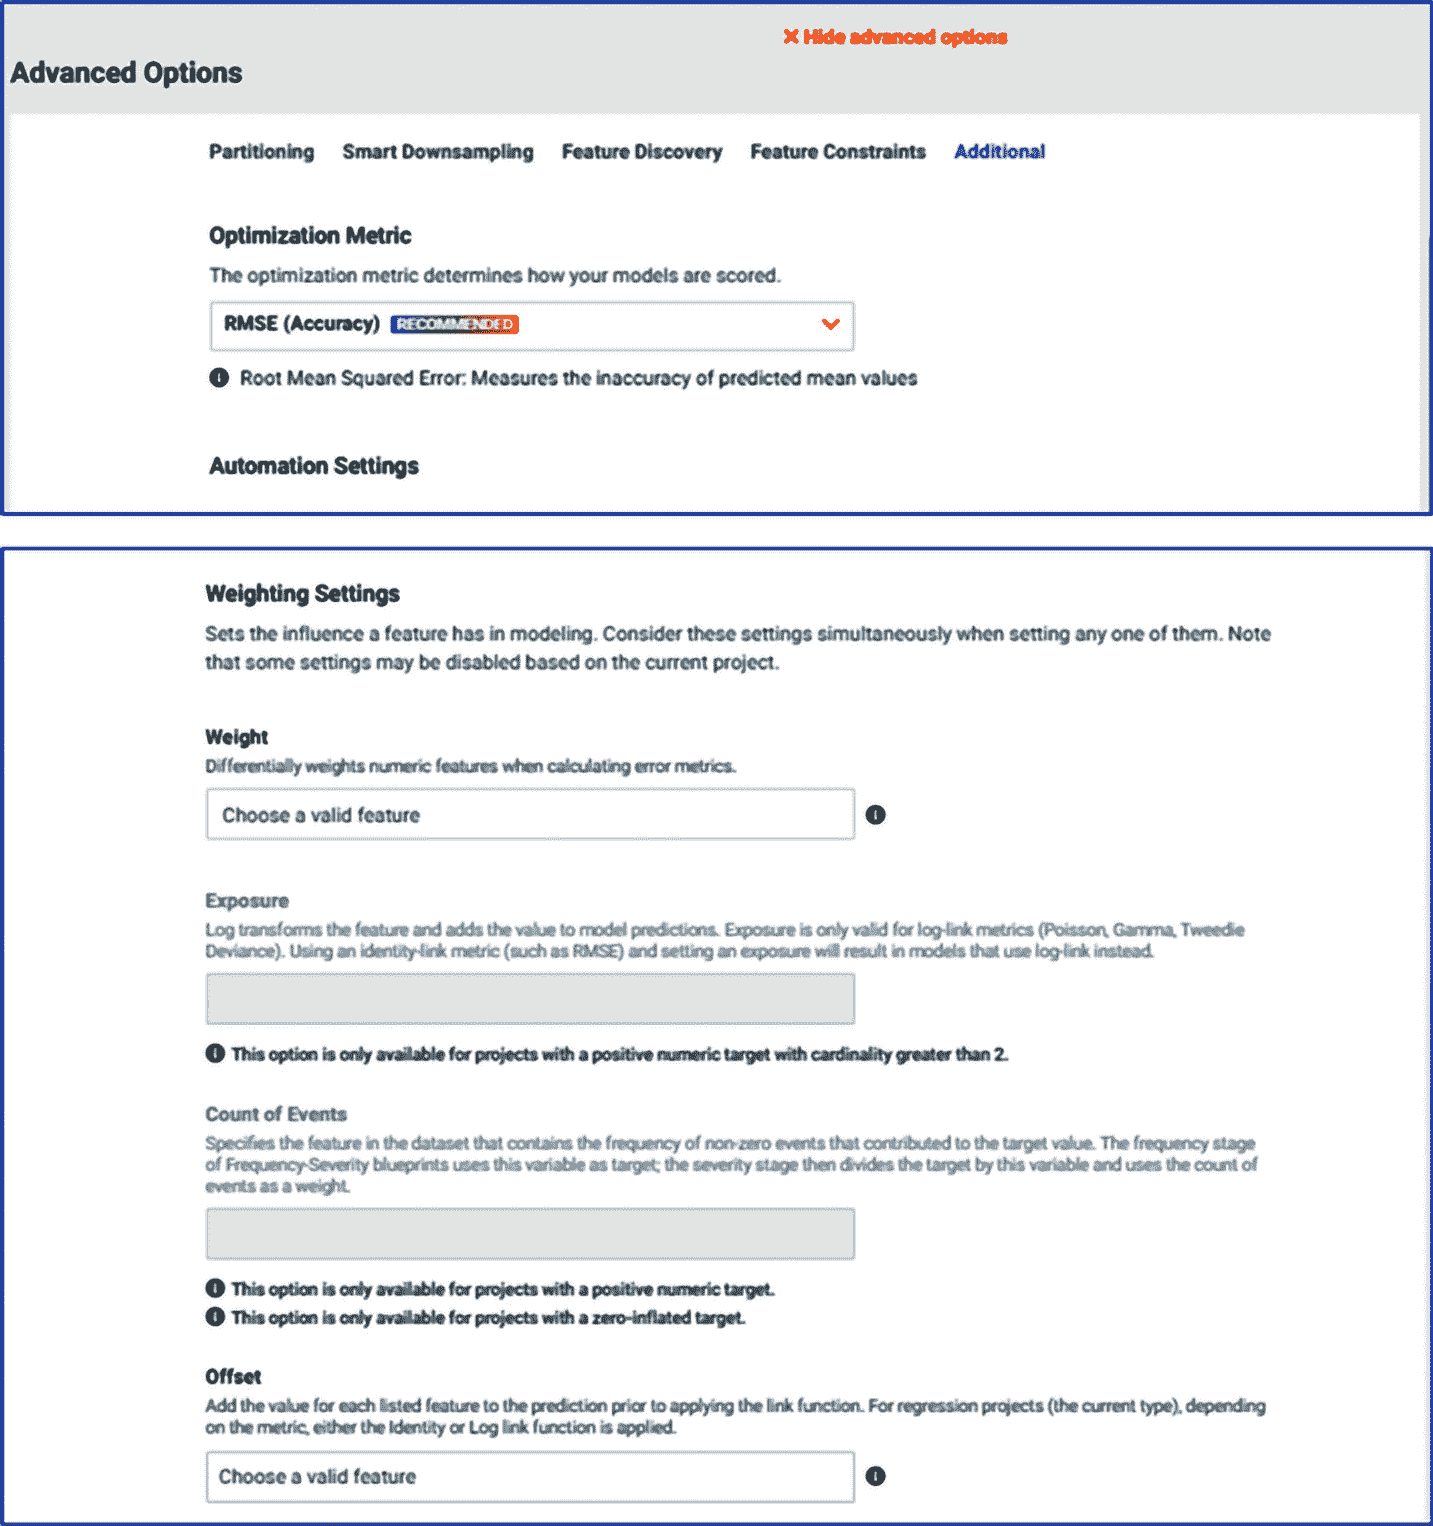 ✕ Hide advanced options
Advanced Options
Partitioning Smart Downsampling Feature Discovery Feature Constraints Additional
Optimization Metric
The optimization metric determines how your models are scored.
RMSE (Accuracy) RECOMMENDED
Root Mean Squared Error: Measures the inaccuracy of predicted mean values
Automation Settings
Weighting Settings
Sets the influence a feature has in modeling. Consider these settings simultaneously when setting any one of them. Note
that some settings may be disabled based on the current project.
Weight
Differentially weights numeric features when calculating error metrics.
Choose a valid feature
Exposure
Log transforms the feature and adds the value to model predictions. Exposure is only valid for log-link metrics (Poisson, Gamma, Tweedie
Deviance). Using an identity-link metric (such as RMSE) and setting an exposure will result in models that use log-link instead.
This option is only available for projects with a positive numeric target with cardinality greater than 2.
Count of Events
Specifies the feature in the dataset that contains the frequency of non-zero events that contributed to the target value. The frequency stage
of Frequency-Severity blueprints uses this variable as target; the severity stage then divides the target by this variable and uses the count of
events as a weight.
This option is only available for projects with a positive numeric target.
This option is only available for projects with a zero-inflated target.
Offset
Add the value for each listed feature to the prediction prior to applying the link function. For regression projects (the current type), depending
on the metric, either the Identity or Log link function is applied.
Choose a valid feature